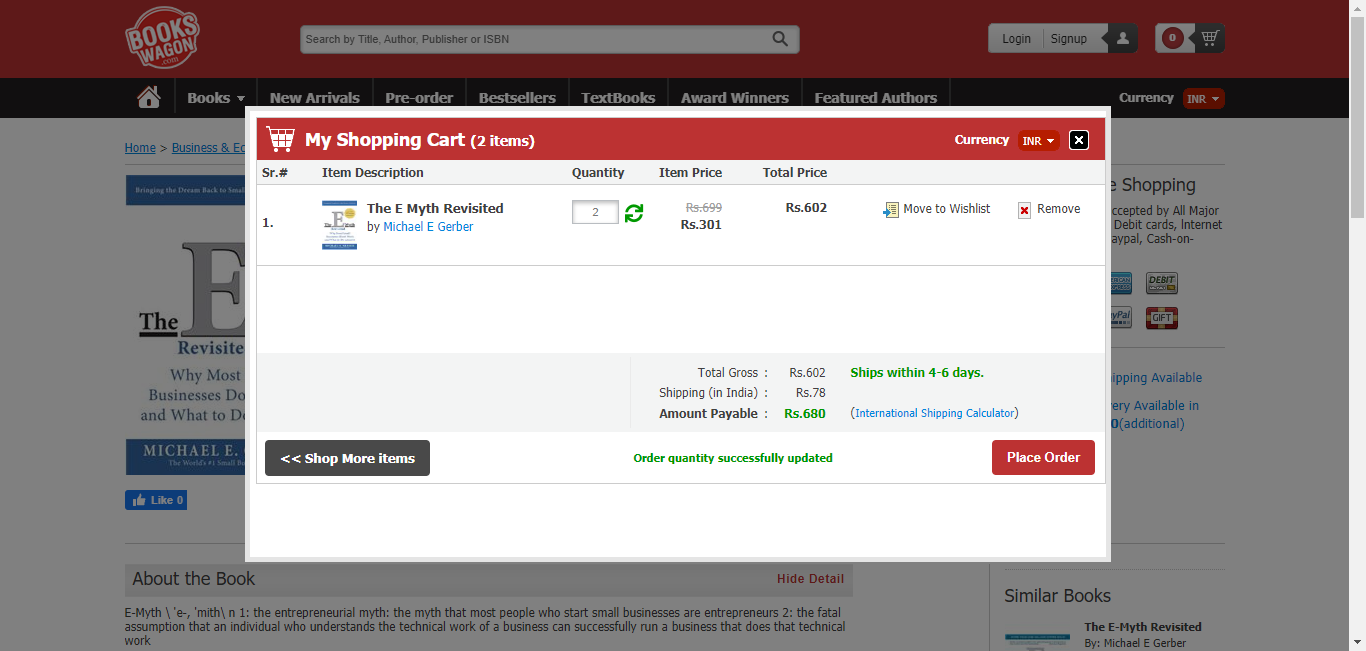 BOOKS
WAGON
.com
Search by Title, Author, Publisher or ISBN
Login
Signup
0
Books
New Arrivals
Pre-order
Bestsellers
TextBooks
Award Winners
Featured Authors
Currency
INR
Home > Business & Ec
My Shopping Cart (2 items)
Currency
INR
Sr.#
Item Description
Quantity
Item Price
Total Price
1.
The E Myth Revisited
by Michael E Gerber
2
Rs.699
Rs.301
Rs.602
Move to Wishlist
Remove
Total Gross :
Rs.602
Ships within 4-6 days.
Shipping (in India) :
Rs.78
Amount Payable :
Rs.680
(International Shipping Calculator)
<< Shop More items
Order quantity successfully updated
Place Order
Bringing the Dream Back to Smal
The E
Revisite
Why Most
Businesses Do
and What to D
MICHAEL E.
The World's #1 Small Bu
Like 0
e Shopping
ccepted by All Major
Debit cards, Internet
aypal, Cash-on-
DEBIT
ayPal
GIFT
ipping Available
ery Available in
0(additional)
About the Book
Hide Detail
E-Myth \ 'e-, 'mith\ n 1: the entrepreneurial myth: the myth that most people who start small businesses are entrepreneurs 2: the fatal
assumption that an individual who understands the technical work of a business can successfully run a business that does that technical
work
Similar Books
The E-Myth Revisited
By: Michael E Gerber